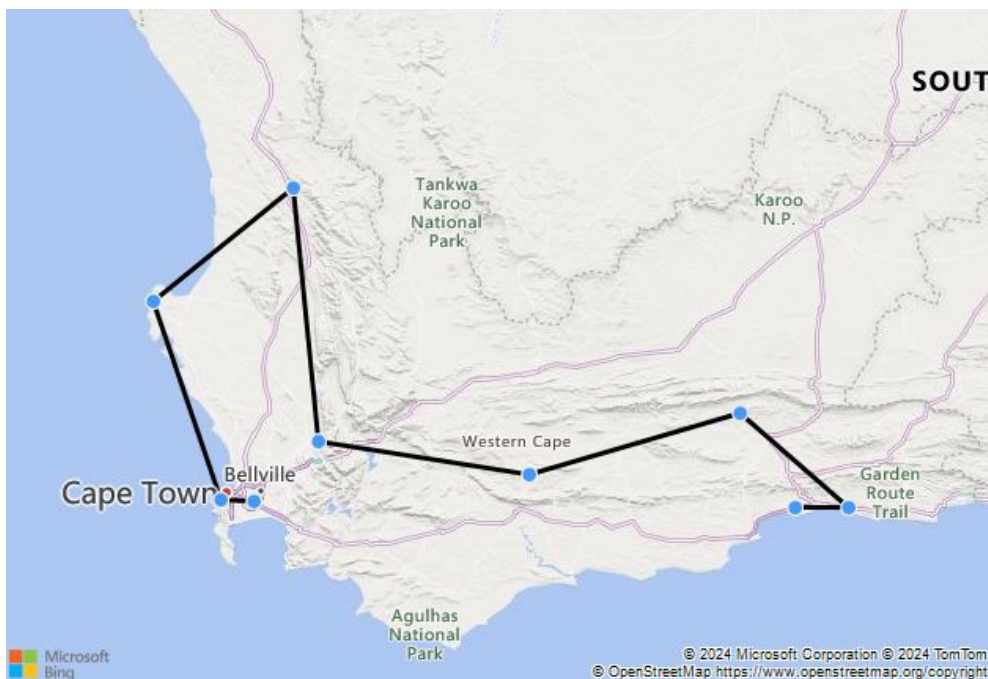 SOUT
Tankwa
Karoo
National
Park
Karoo
N.P.
Western Cape
Bellville
Cape Town
Garden
Route
Trail
Agulhas
National
Park
Microsoft
Bing
© 2024 Microsoft Corporation © 2024 TomTom
© OpenStreetMap https://www.openstreetmap.org/copyright